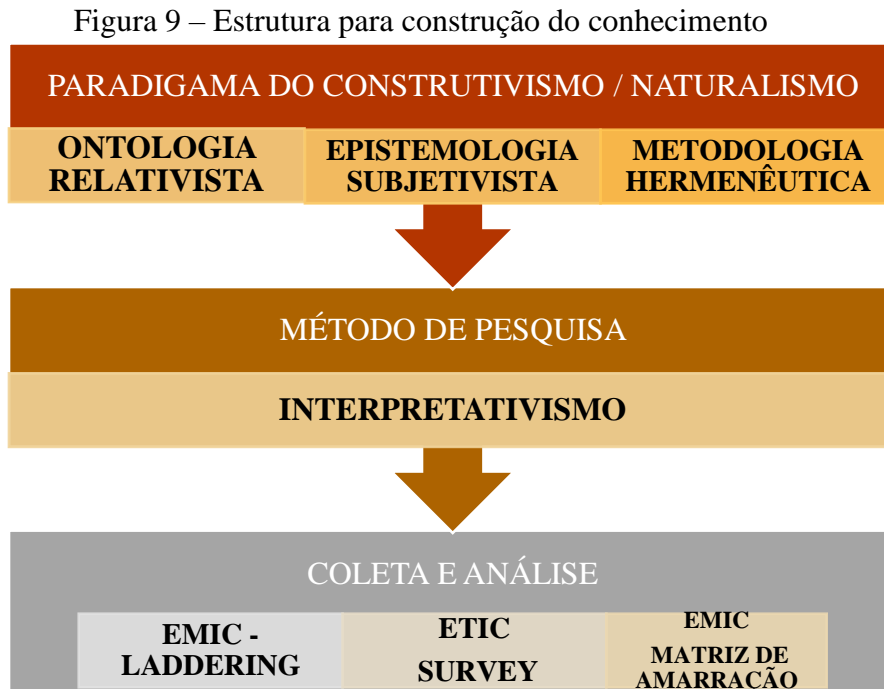 Figura 9 – Estrutura para construção do conhecimento
PARADIGAMA DO CONSTRUTIVISMO / NATURALISMO
ONTOLOGIA
RELATIVISTA
EPISTEMOLOGIA
SUBJETIVISTA
METODOLOGIA
HERMENÊUTICA
MÉTODO DE PESQUISA
INTERPRETATIVISMO
COLETA E ANÁLISE
EMIC -
LADDERING
ETIC
SURVEY
EMIC
MATRIZ DE
AMARRAÇÃO